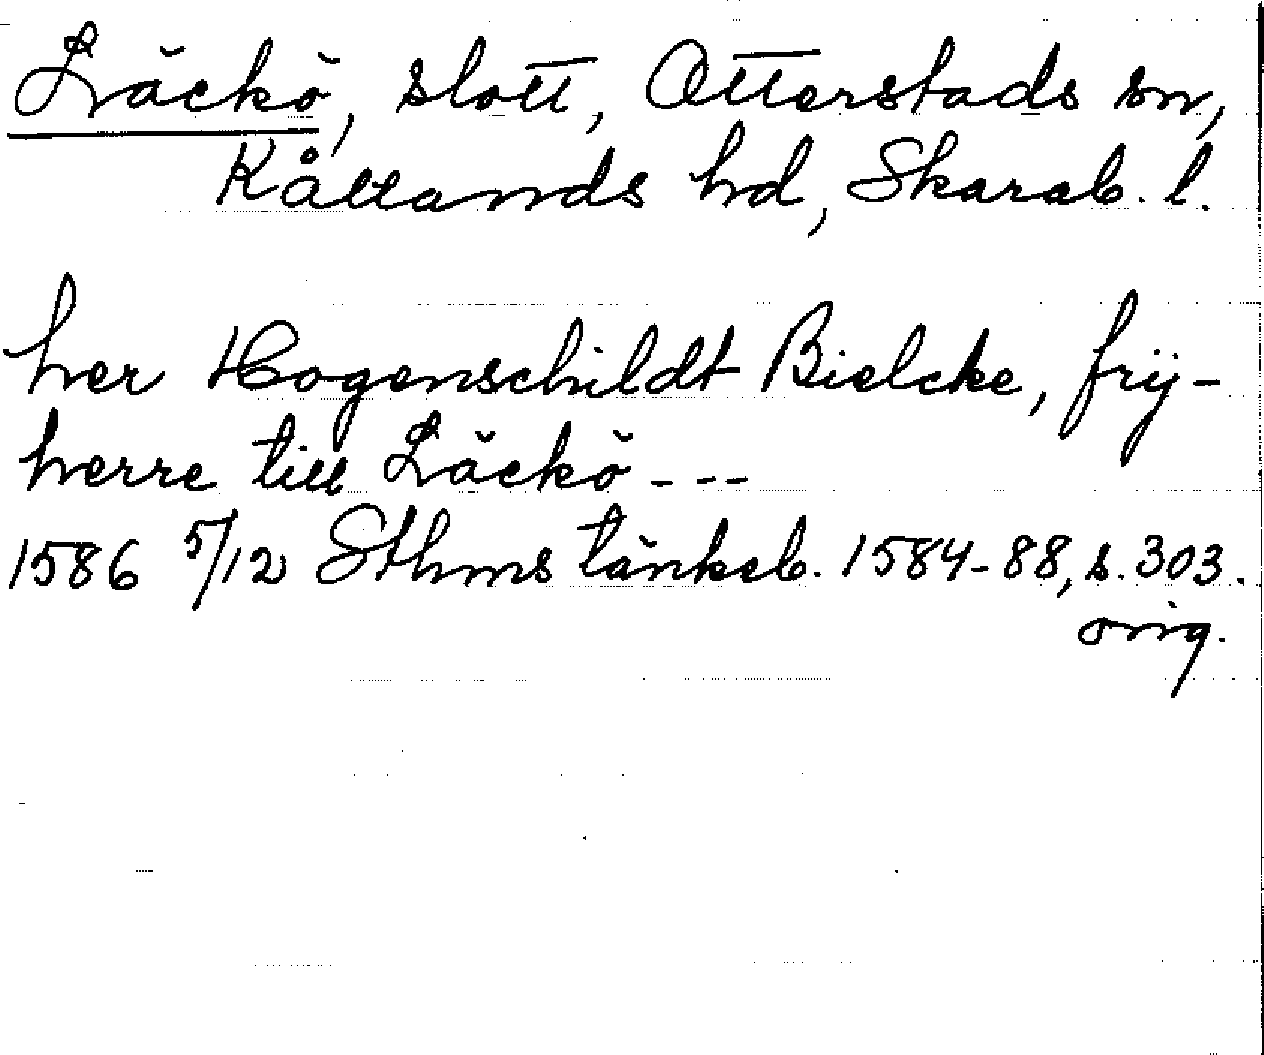 Läckö, slott, Otterstads sn,
Kållands hd, Skarab. l.
her Hogenschildt Bielcke, frij-
herre till Läckö - - -
1586 5/12 Sthms tänkeb. 1584-88, s. 303.
orig.